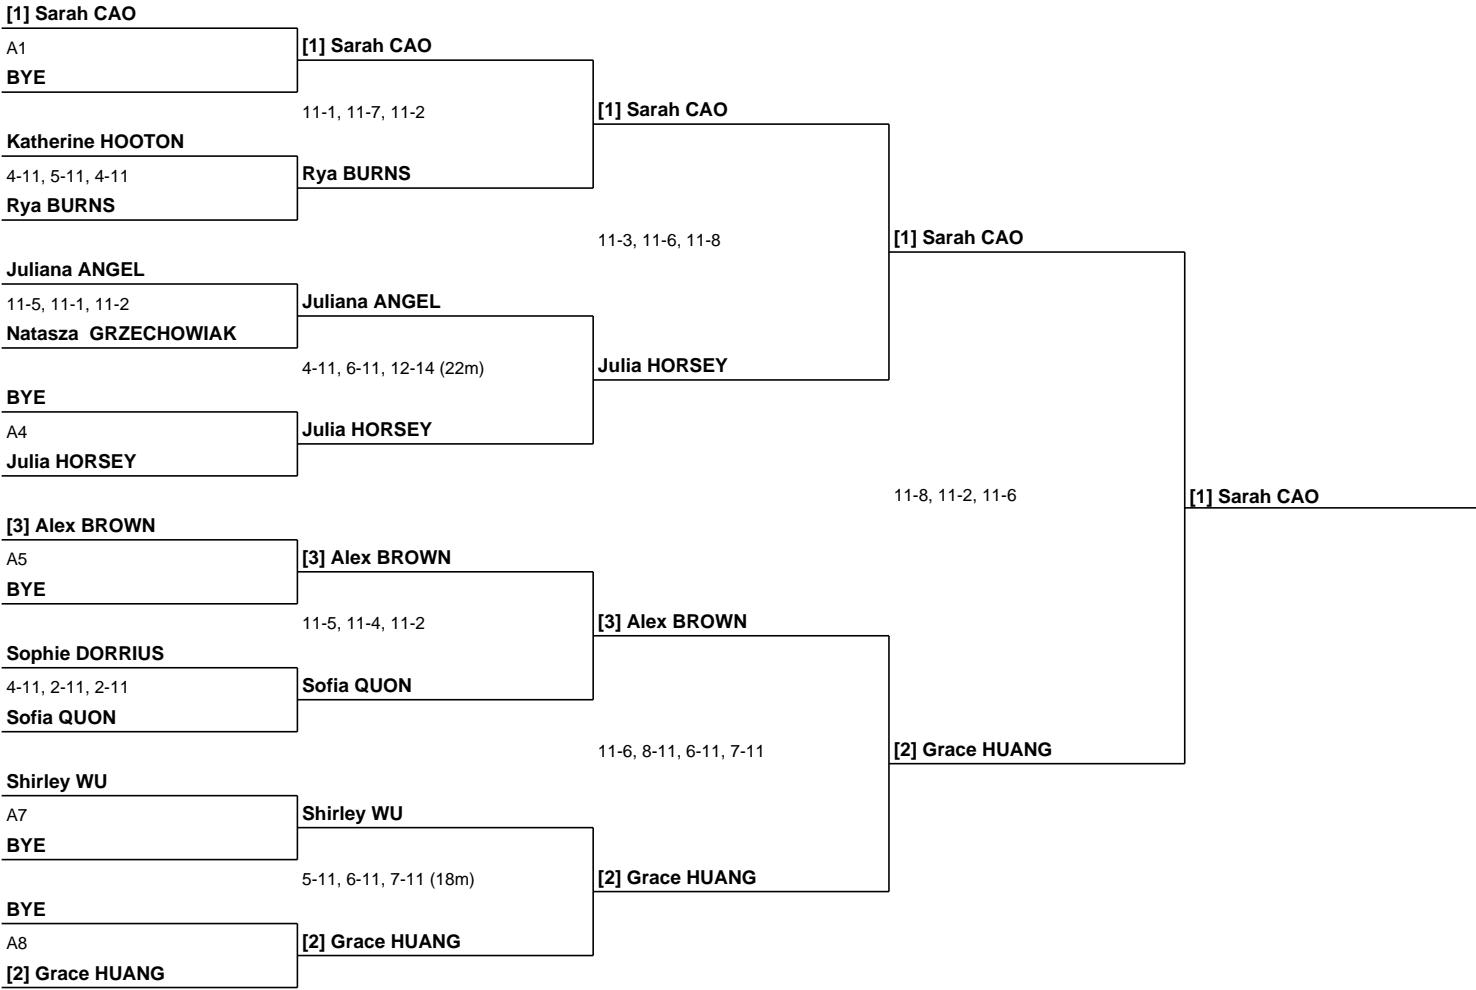 [1] Sarah CAO
A1
BYE
Katherine HOOTON
4-11, 5-11, 4-11
Rya BURNS
Juliana ANGEL
11-5, 11-1, 11-2
Natasza  GRZECHOWIAK
BYE
A4
Julia HORSEY
[3] Alex BROWN
A5
BYE
Sophie DORRIUS
4-11, 2-11, 2-11
Sofia QUON
Shirley WU
A7
BYE
BYE
A8
[2] Grace HUANG
[1] Sarah CAO
11-1, 11-7, 11-2
Rya BURNS
Juliana ANGEL
4-11, 6-11, 12-14 (22m)
Julia HORSEY
[3] Alex BROWN
11-5, 11-4, 11-2
Sofia QUON
Shirley WU
5-11, 6-11, 7-11 (18m)
[2] Grace HUANG
[1] Sarah CAO
11-3, 11-6, 11-8
Julia HORSEY
[3] Alex BROWN
11-6, 8-11, 6-11, 7-11
[2] Grace HUANG
[1] Sarah CAO
11-8, 11-2, 11-6
[2] Grace HUANG
[1] Sarah CAO